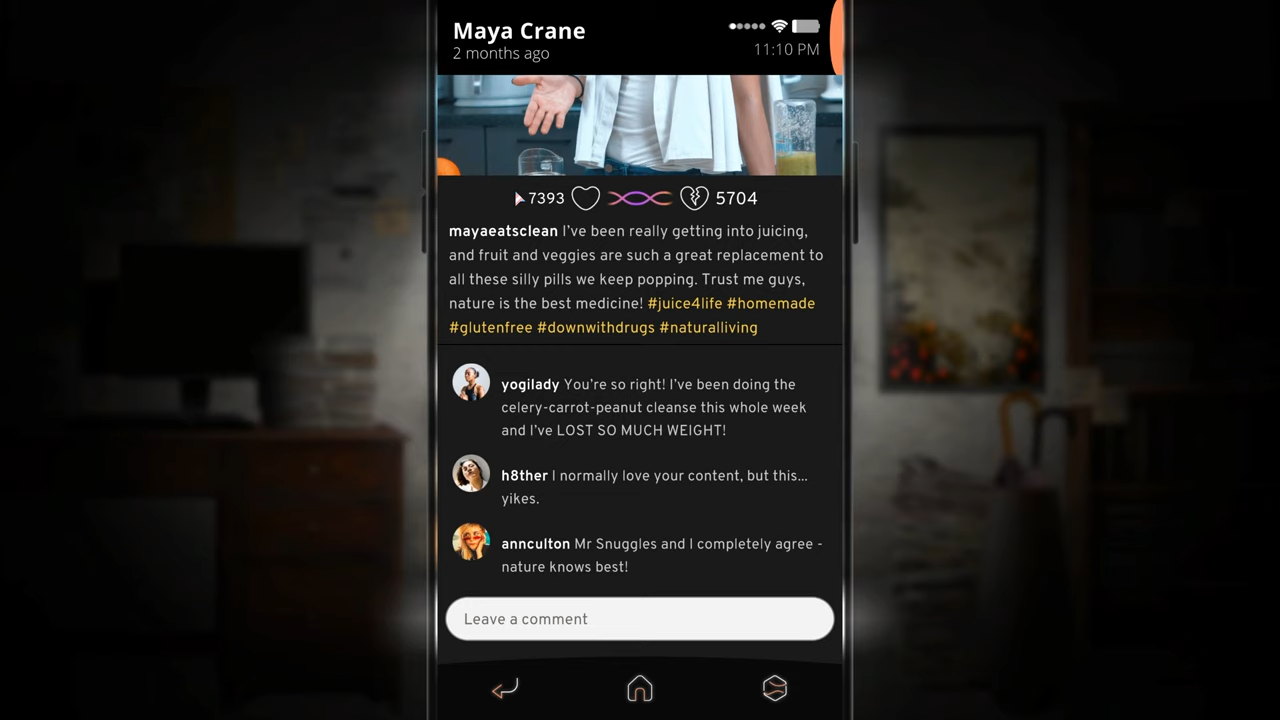 Maya Crane
2 months ago
11:10 PM
7393
5704
mayaeatsclean I've been really getting into juicing,
and fruit and veggies are such a great replacement to
all these silly pills we keep popping. Trust me guys,
nature is the best medicine! #juice4life #homemade
#glutenfree #downwithdrugs #naturalliving
yogilady You're so right! I've been doing the
celery-carrot-peanut cleanse this whole week
and I've LOST SO MUCH WEIGHT!
h8ther I normally love your content, but this...
yikes.
annculton Mr Snuggles and I completely agree -
nature knows best!
Leave a comment